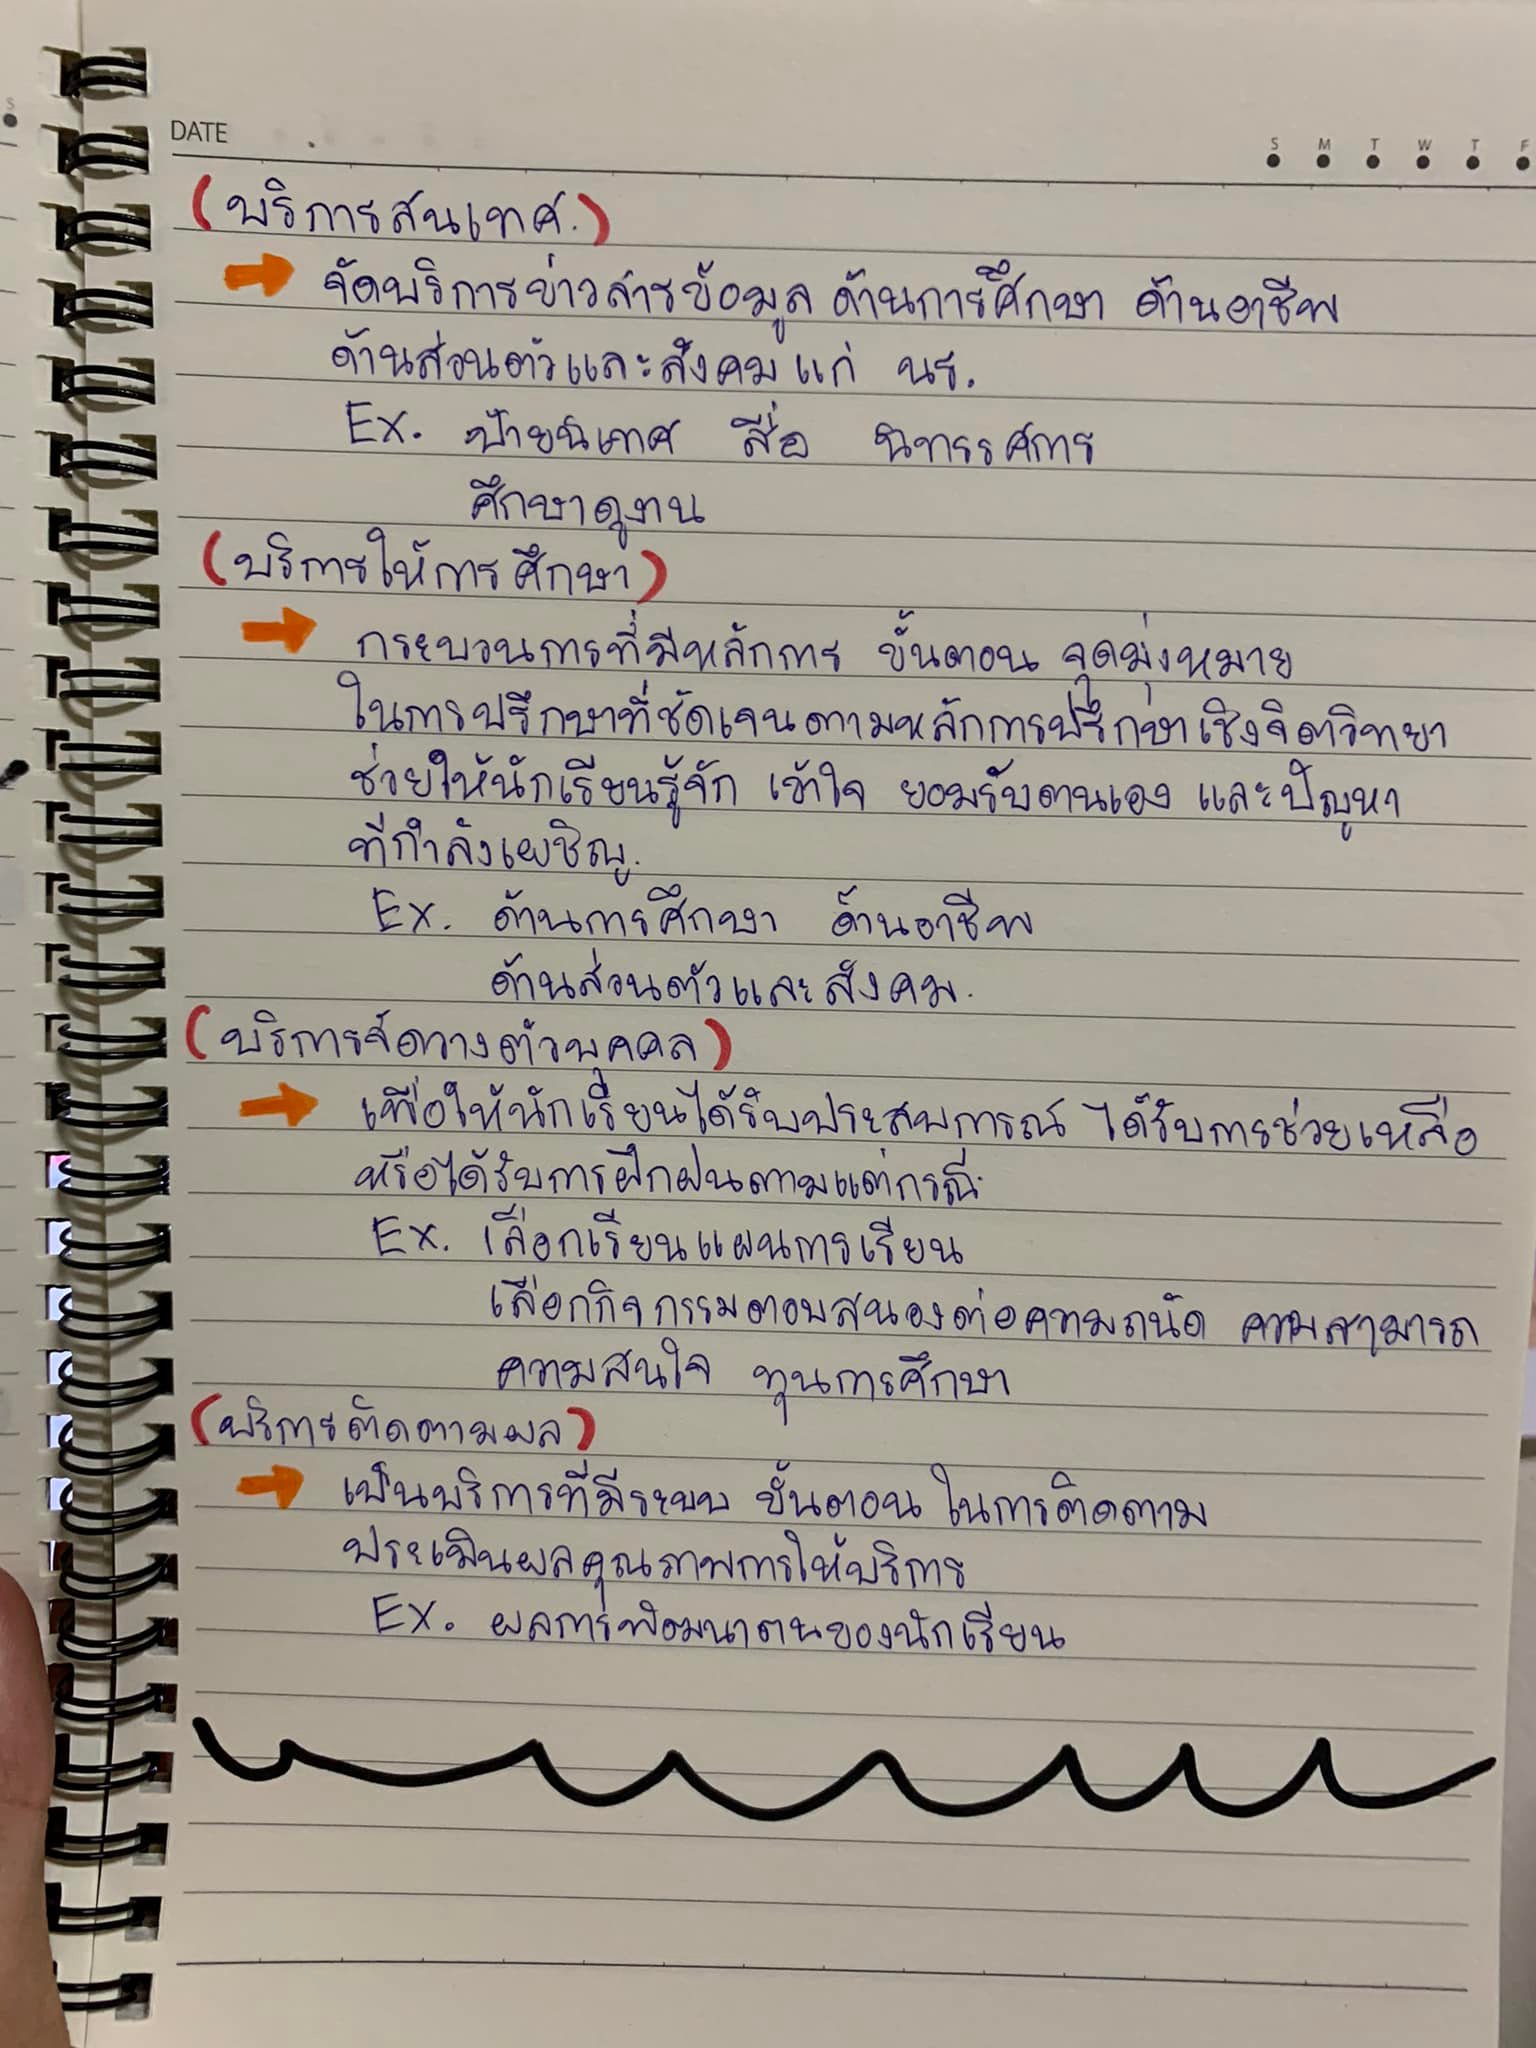 DATE
S M T W T F
S
(บริการสนเทศ.)
จัดบริการข่าวสารข้อมูล ด้านการศึกษา ด้านอาชีพ
ด้านส่วนตัวและสังคมแก่ นร.
Ex. ป้ายนิเทศ สื่อ นิทรรศการ
ศึกษาดูงาน
(บริการให้การศึกษา)
กระบวนการที่มีหลักการ ขั้นตอน จุดมุ่งหมาย
ในการปรึกษาที่ชัดเจนตามหลักการปรึกษาเชิงจิตวิทยา
ช่วยให้นักเรียนรู้จัก เข้าใจ ยอมรับตนเอง และปัญหา
ที่กำลังเผชิญ.
Ex. ด้านการศึกษา ด้านอาชีพ
ด้านส่วนตัวและสังคม.
(บริการจัดวางตัวบุคคล)
เพื่อให้นักเรียนได้รับประสบการณ์ ได้รับการช่วยเหลือ
หรือได้รับการฝึกฝนตามแต่กรณี.
Ex. เลือกเรียนแผนการเรียน
เลือกกิจกรรมตอบสนองต่อความถนัด ความสามารถ
ความสนใจ ทุนการศึกษา
(บริการติดตามผล)
เป็นบริการที่มีระบบ ขั้นตอน ในการติดตาม
ประเมินผลคุณภาพการให้บริการ
Ex. ผลการพัฒนาตนของนักเรียน